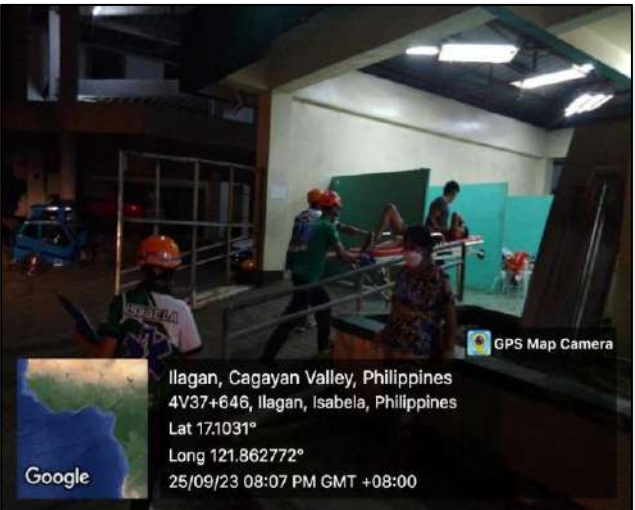 ISABELA
GPS Map Camera
Ilagan, Cagayan Valley, Philippines
4V37+646, Ilagan, Isabela, Philippines
Lat 17.1031°
Long 121.862772°
25/09/23 08:07 PM GMT +08:00
Google